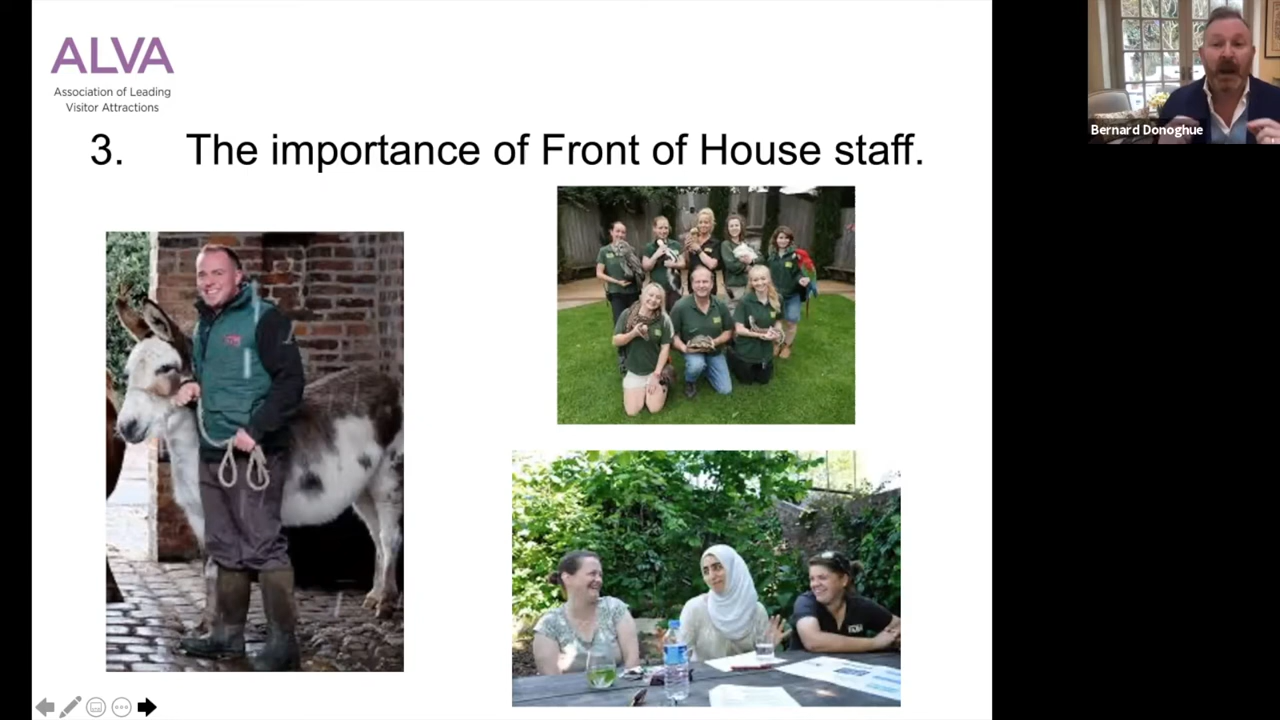 ALVA
Association of Leading
Visitor Attractions
3. The importance of Front of House staff.
Bernard Donoghue